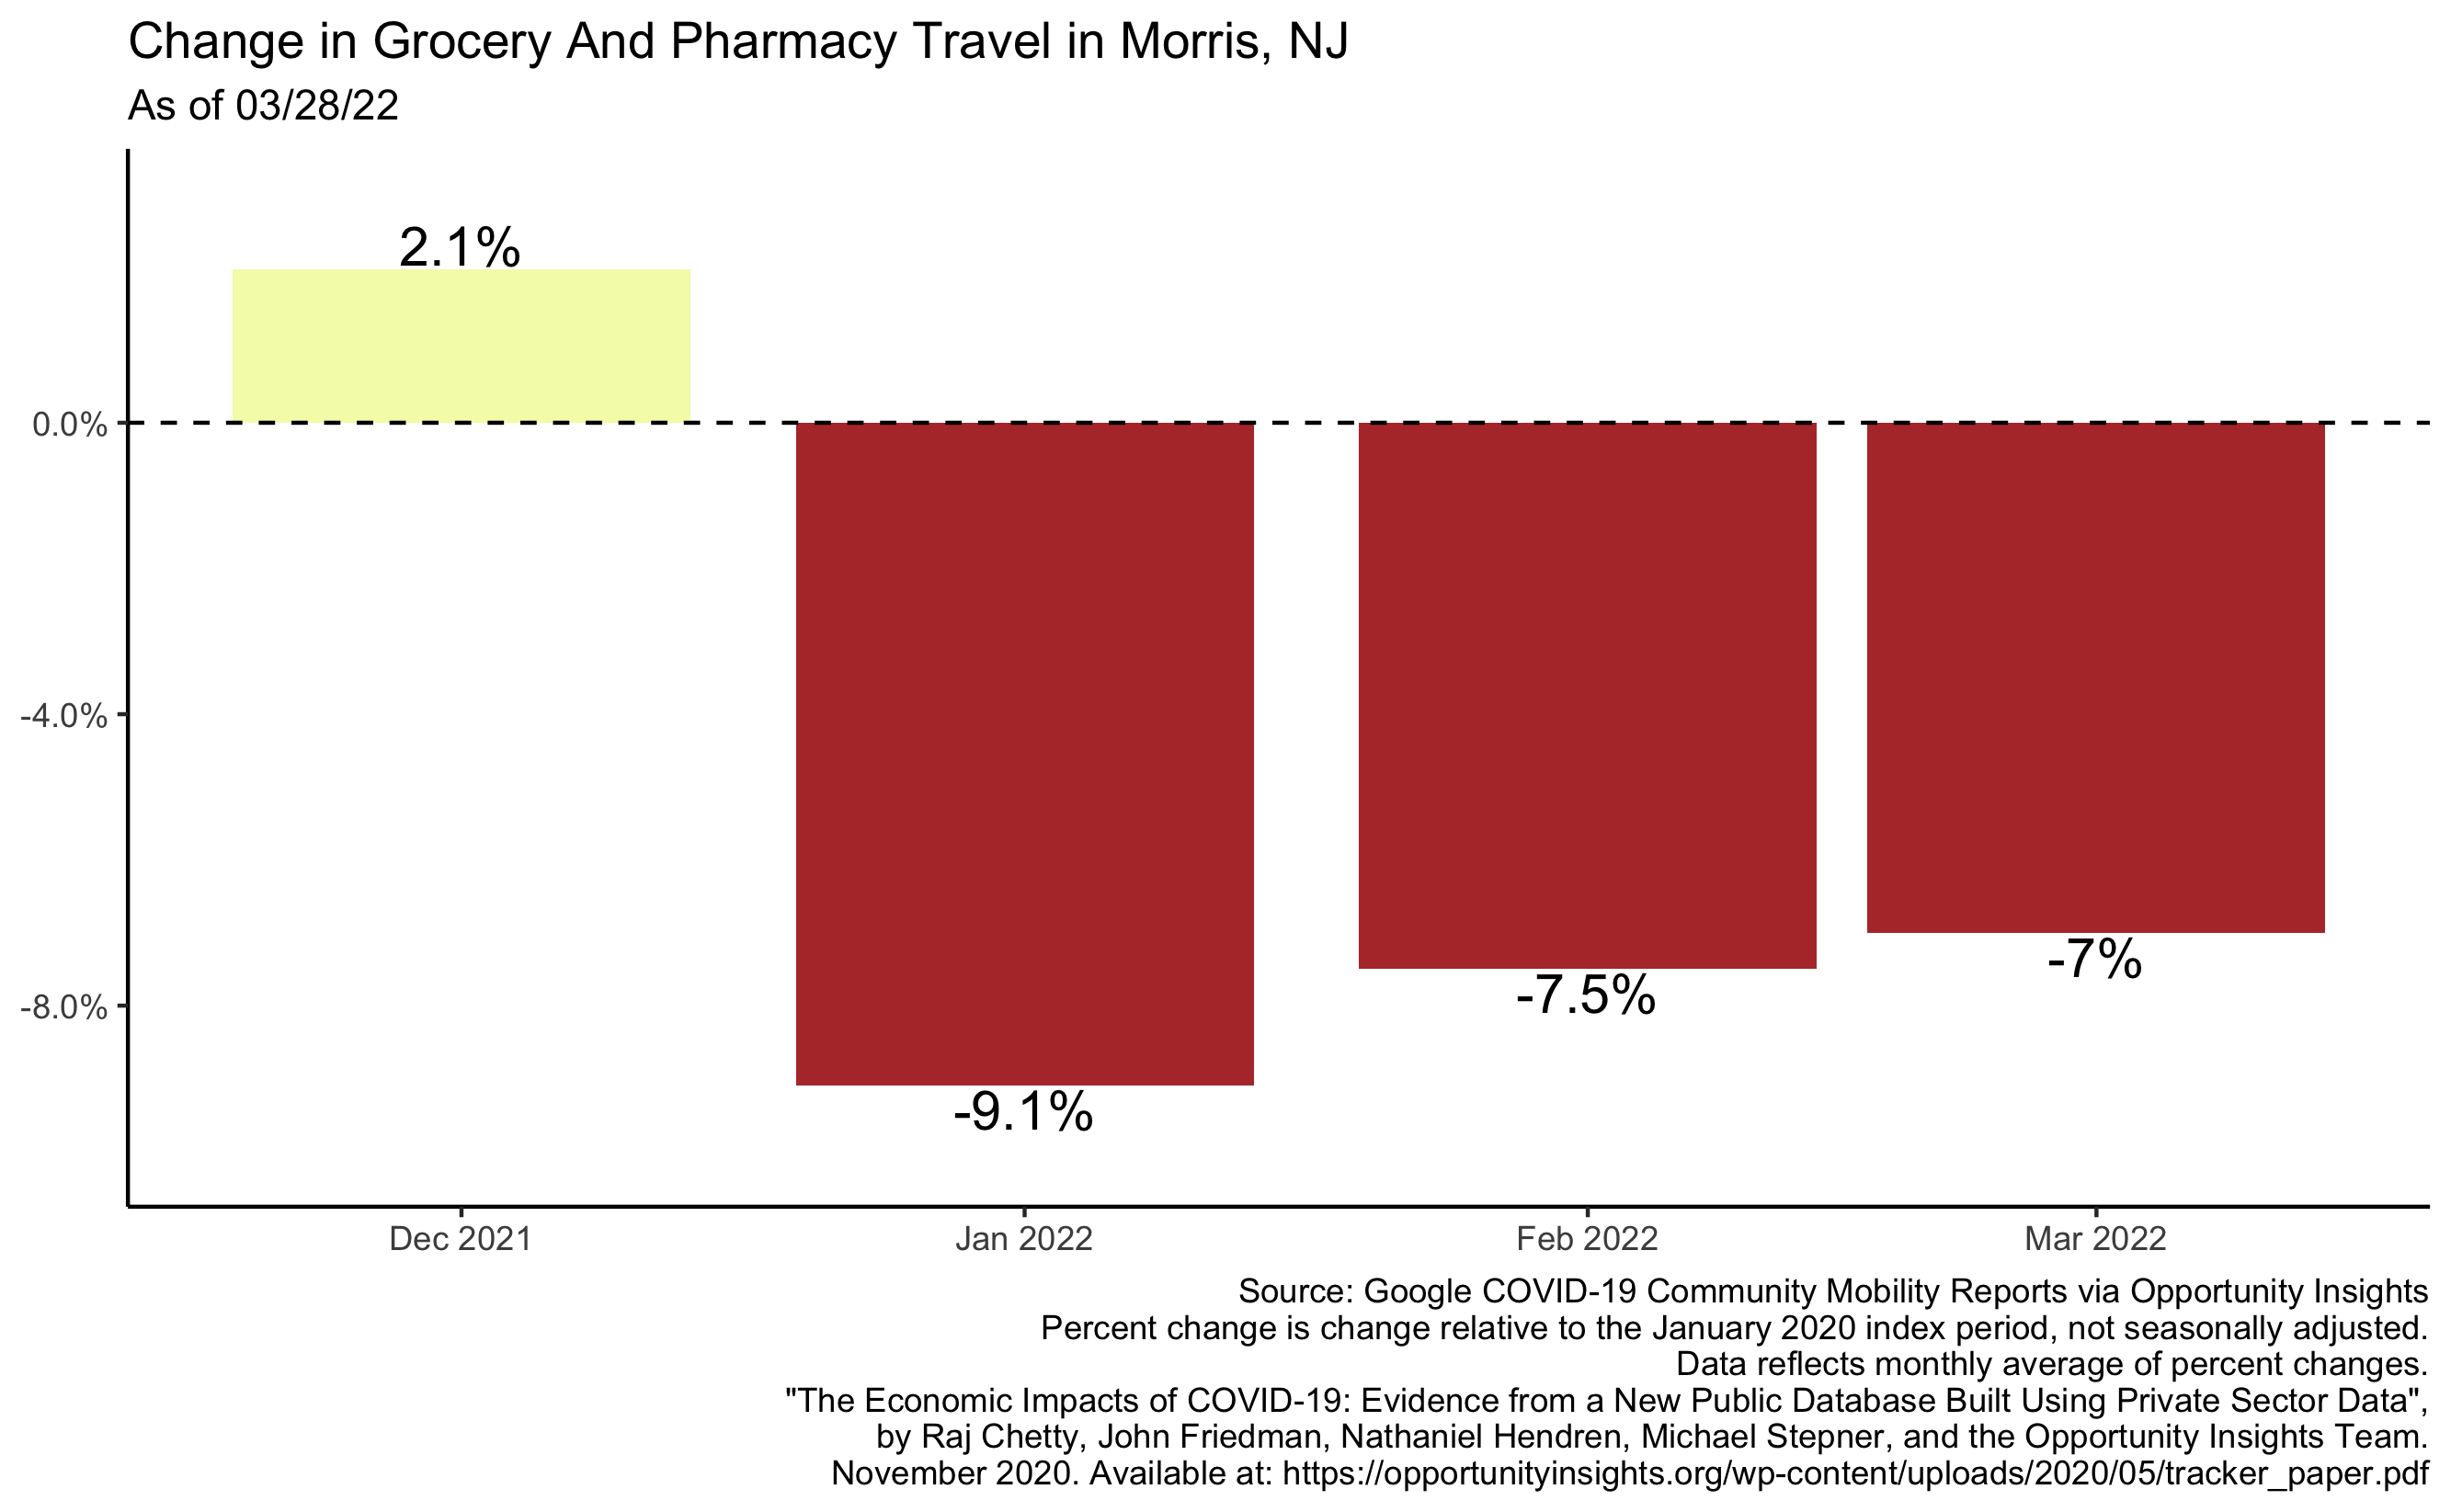 Change in Grocery And Pharmacy Travel in Morris, NJ
As of 03/28/22
2.1%
0.0%
-4.0%
-8.0%
-9.1%
-7.5%
-7%
Dec 2021
Jan 2022
Feb 2022
Mar 2022
Source: Google COVID-19 Community Mobility Reports via Opportunity Insights
Percent change is change relative to the January 2020 index period, not seasonally adjusted.
Data reflects monthly average of percent changes.
"The Economic Impacts of COVID-19: Evidence from a New Public Database Built Using Private Sector Data",
by Raj Chetty, John Friedman, Nathaniel Hendren, Michael Stepner, and the Opportunity Insights Team.
November 2020. Available at: https://opportunityinsights.org/wp-content/uploads/2020/05/tracker_paper.pdf